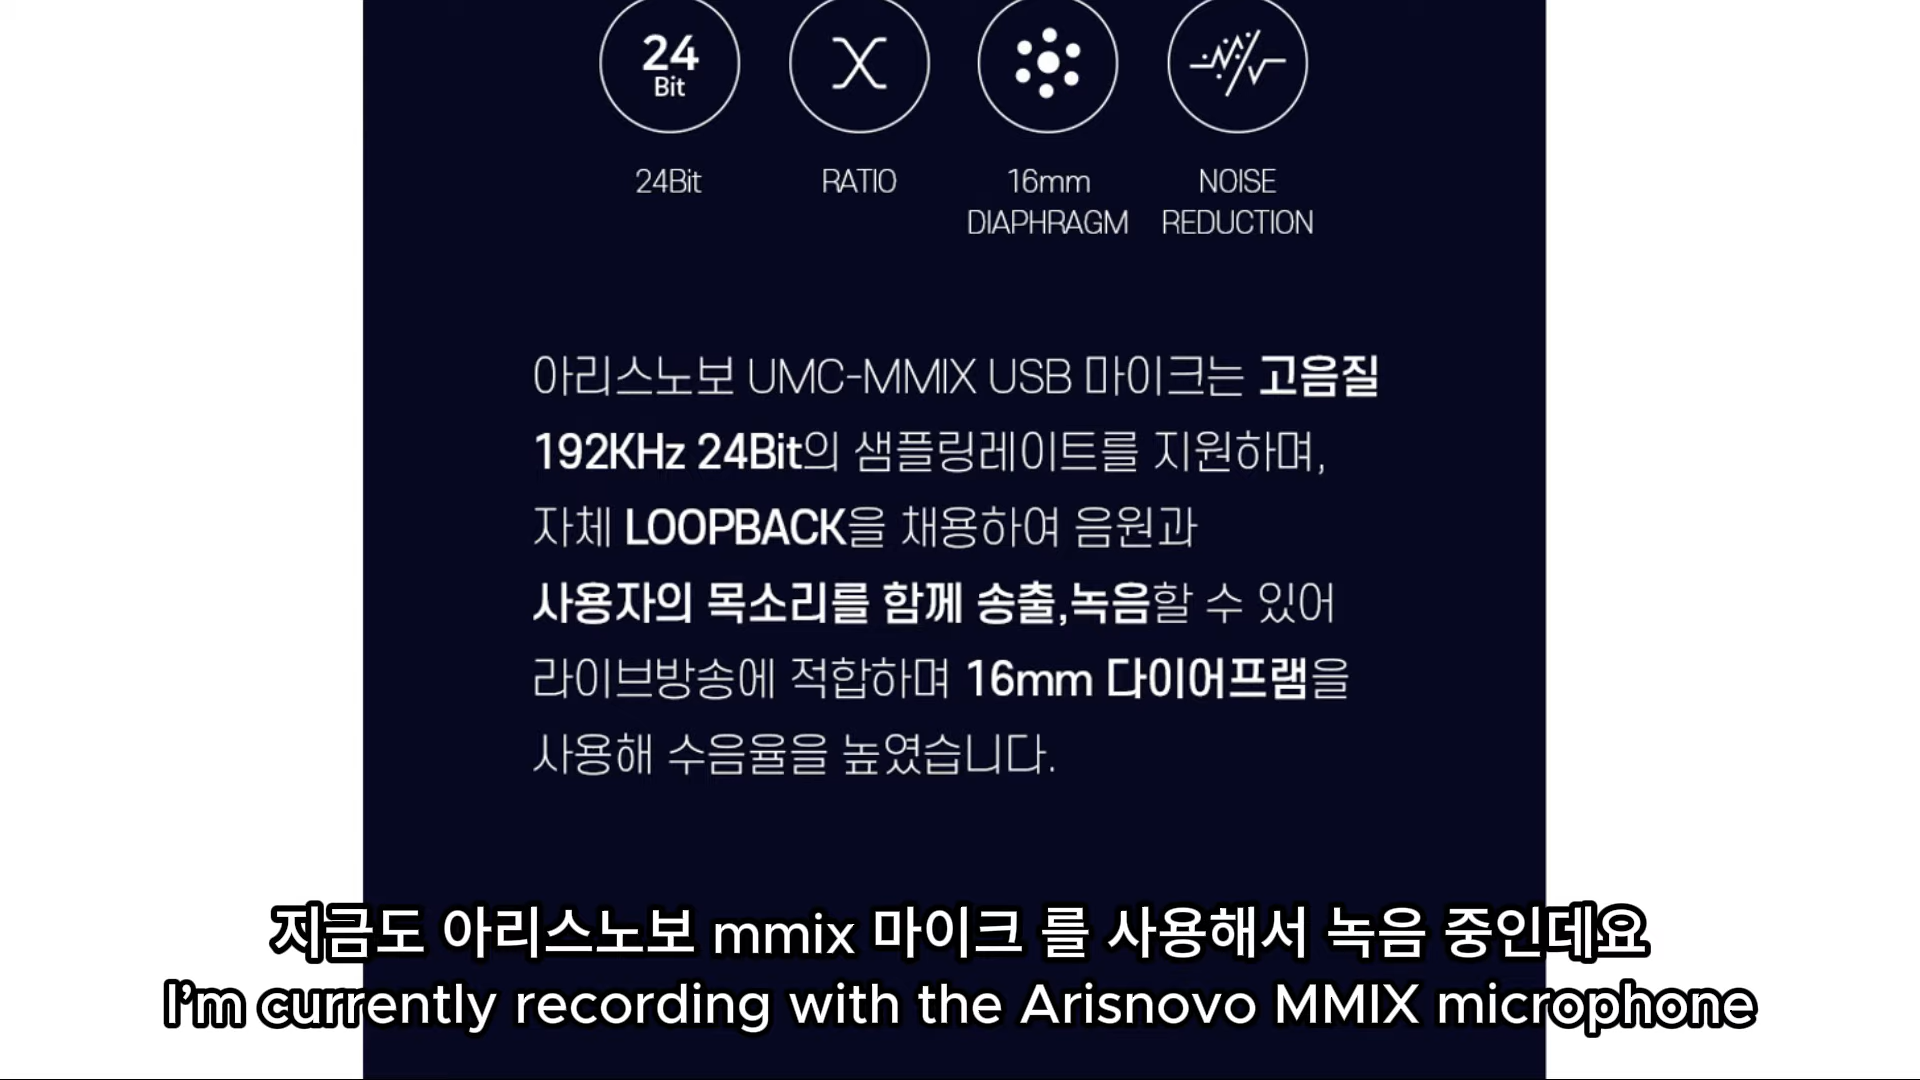 24
Bit
24Bit
RATIO
16mm
DIAPHRAGM
NOISE
REDUCTION
아리스노보 UMC-MMIX USB 마이크는 고음질
192KHz 24Bit의 샘플링레이트를 지원하며,
자체 LOOPBACK을 채용하여 음원과
사용자의 목소리를 함께 송출,녹음할 수 있어
라이브방송에 적합하며 16mm 다이어프램을
사용해 수음율을 높였습니다.
지금도 아리스노보 mmix 마이크 를 사용해서 녹음 중인데요
I'm currently recording with the Arisnovo MMIX microphone